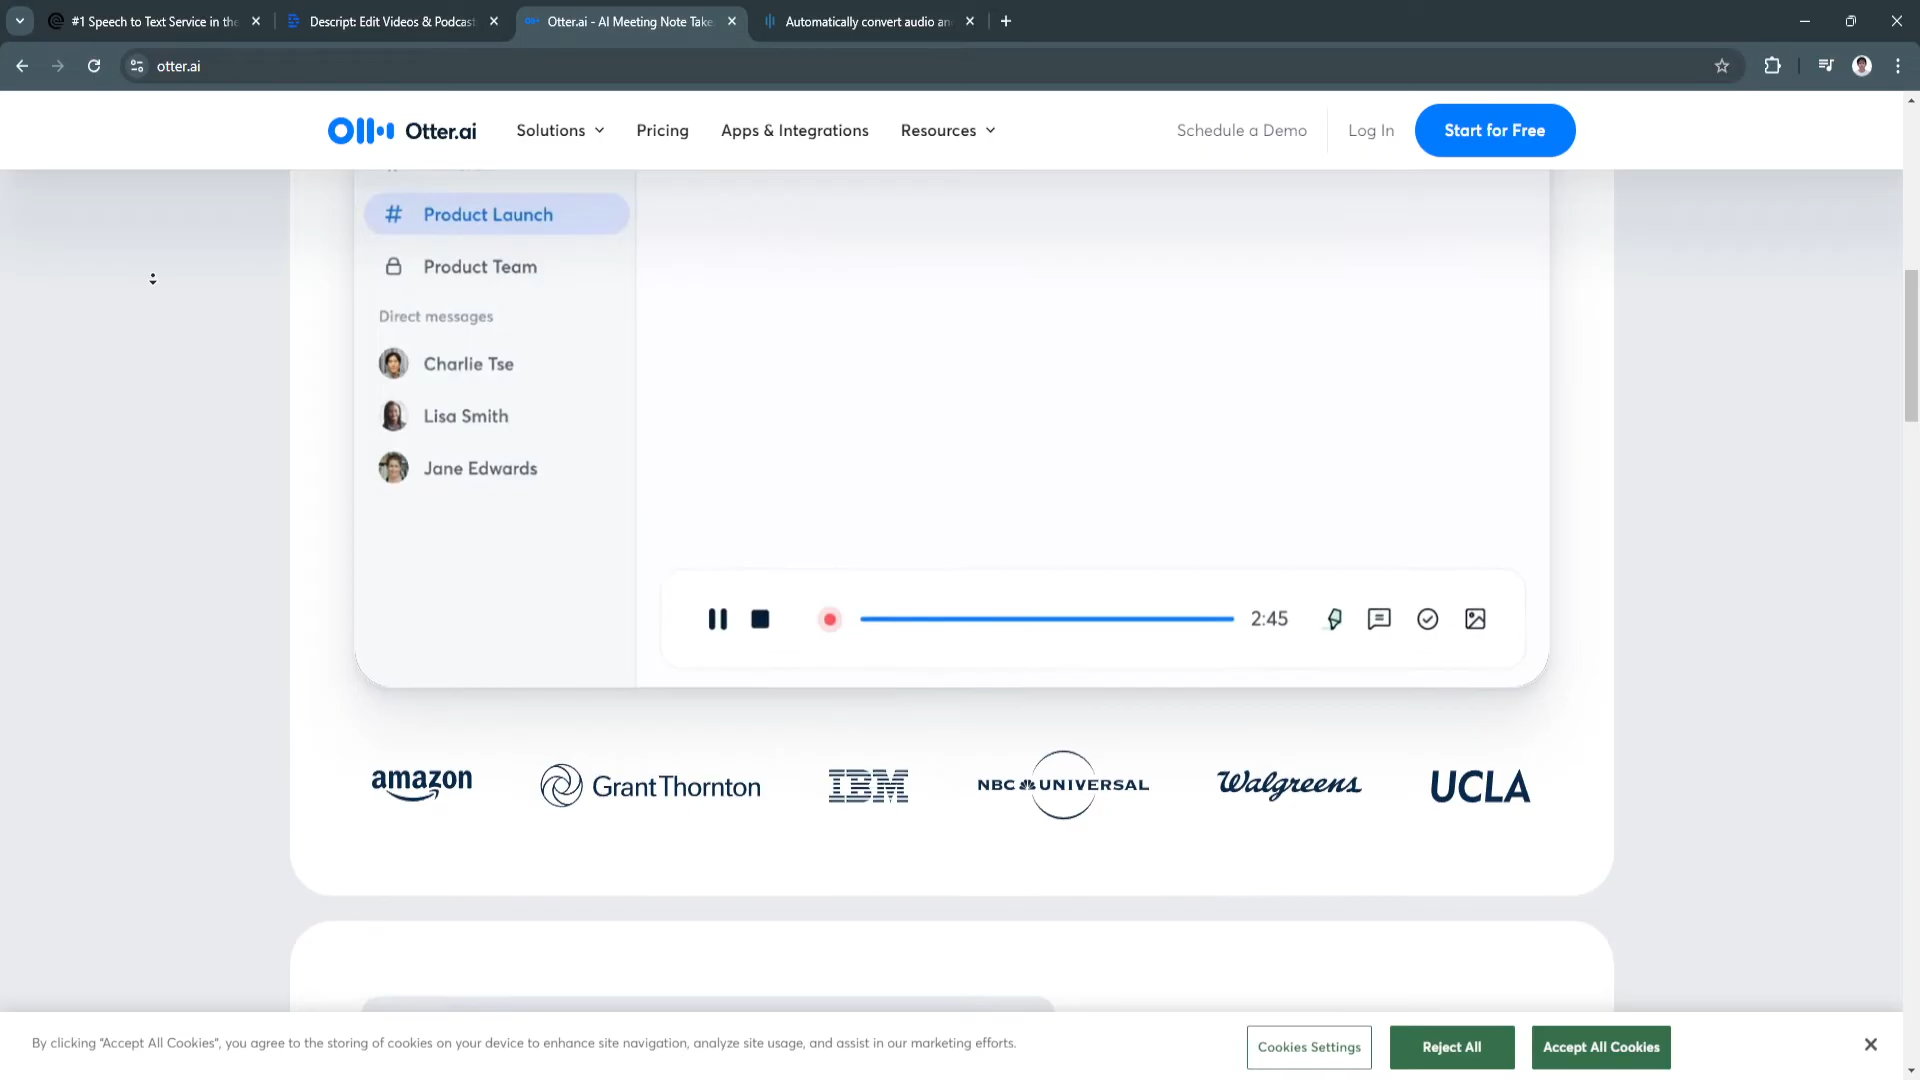 #1 Speech to Text Service in the
Descript: Edit Videos & Podcast
Otter.ai - AI Meeting Note Take
Automatically convert audio an
otter.ai
Otter.ai
Solutions
Pricing
Apps & Integrations
Resources
Schedule a Demo
Log In
Start for Free
# Product Launch
Product Team
Direct messages
Charlie Tse
Lisa Smith
Jane Edwards
2:45
amazon
GrantThornton
IBM
NBC UNIVERSAL
Walgreens
UCLA
By clicking “Accept All Cookies”, you agree to the storing of cookies on your device to enhance site navigation, analyze site usage, and assist in our marketing efforts.
Cookies Settings
Reject All
Accept All Cookies